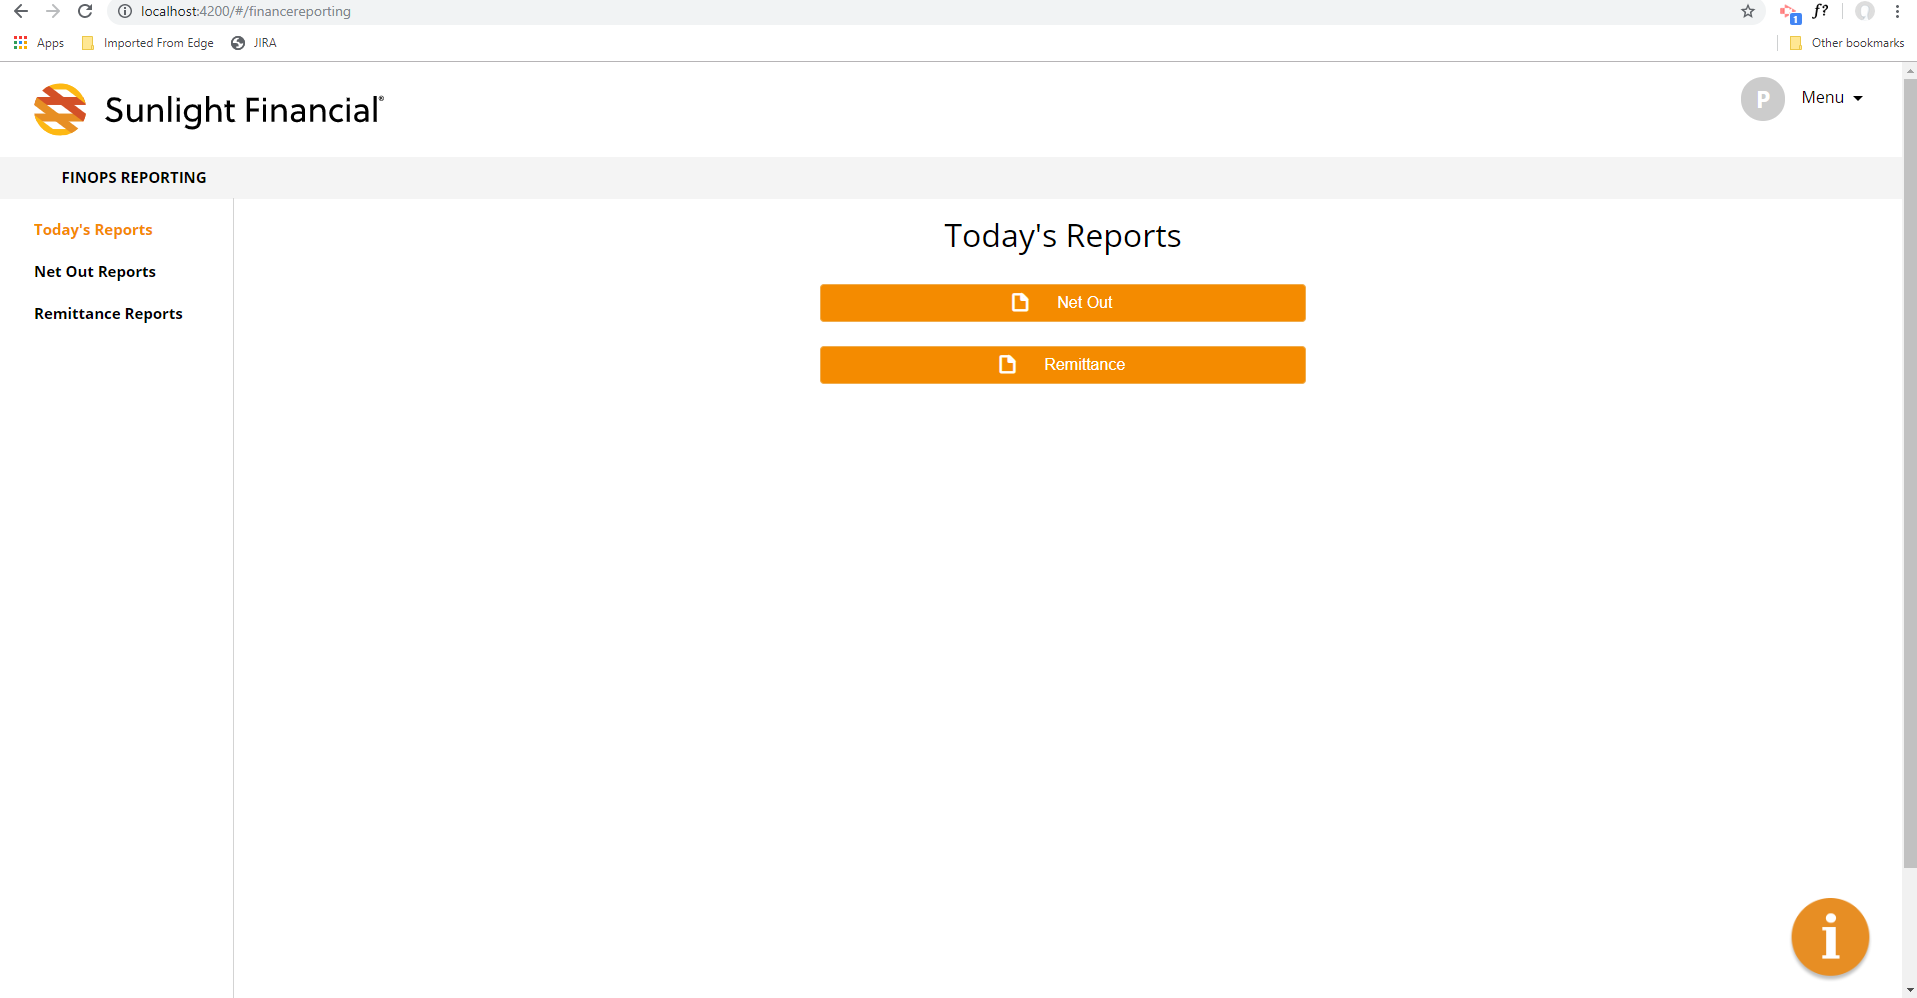 localhost:4200/#/financereporting
1
f?
Apps
Imported From Edge
JIRA
Other bookmarks
Sunlight Financial®
P
Menu
FINOPS REPORTING
Today's Reports
Net Out Reports
Remittance Reports
Today's Reports
Net Out
Remittance
i